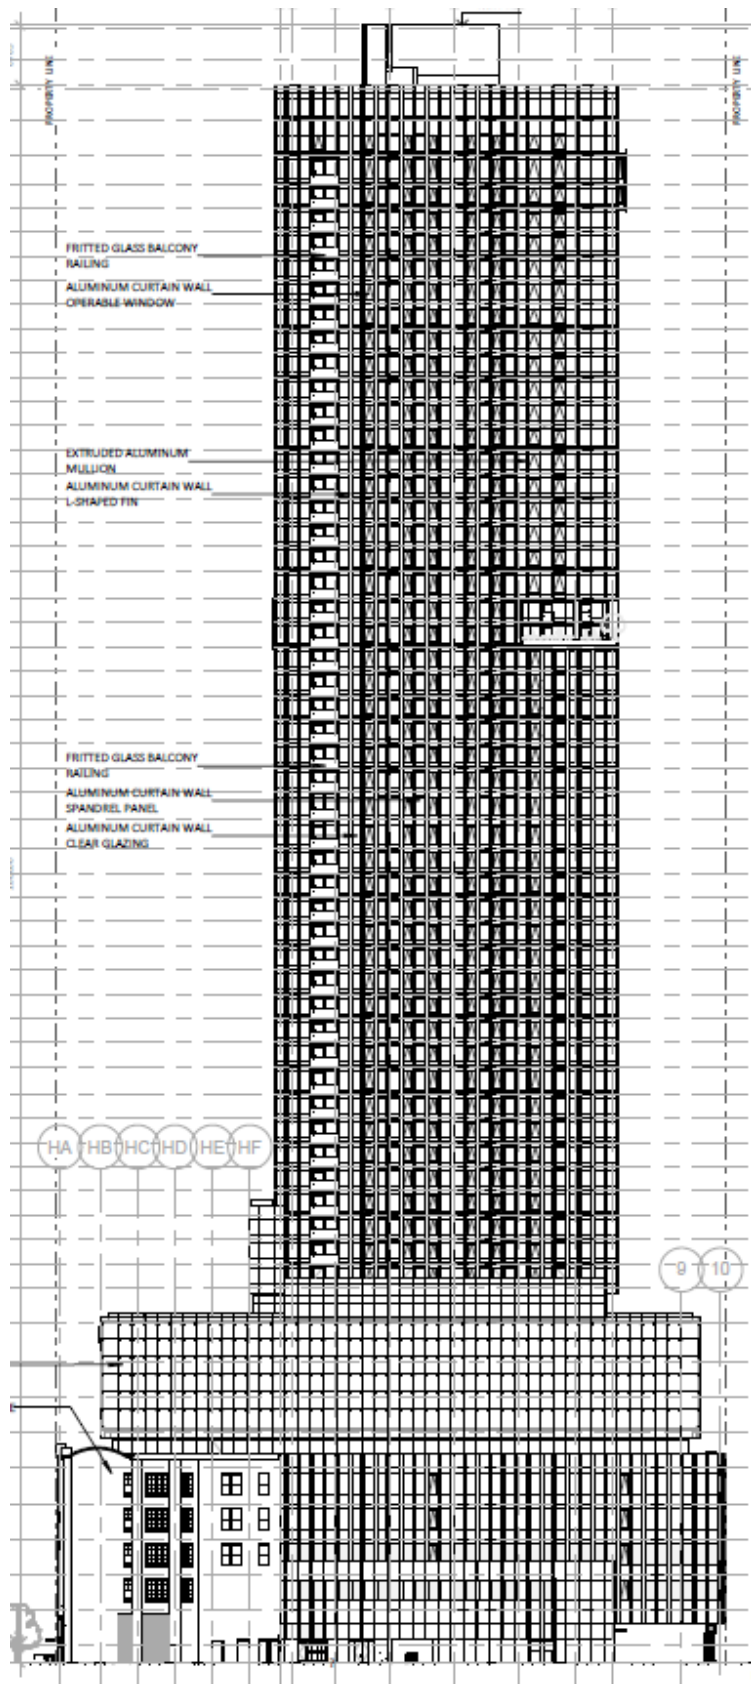 PROPERTY LINE
PROPERTY LINE
FRITTED GLASS BALCONY
RAILING
ALUMINUM CURTAIN WALL
OPERABLE WINDOW
EXTRUDED ALUMINUM
MULLION
ALUMINUM CURTAIN WALL
L-SHAPED FIN
FRITTED GLASS BALCONY
RAILING
ALUMINUM CURTAIN WALL
SPANDREL PANEL
ALUMINUM CURTAIN WALL
CLEAR GLAZING
HA HB HC HD HE HF
9 10